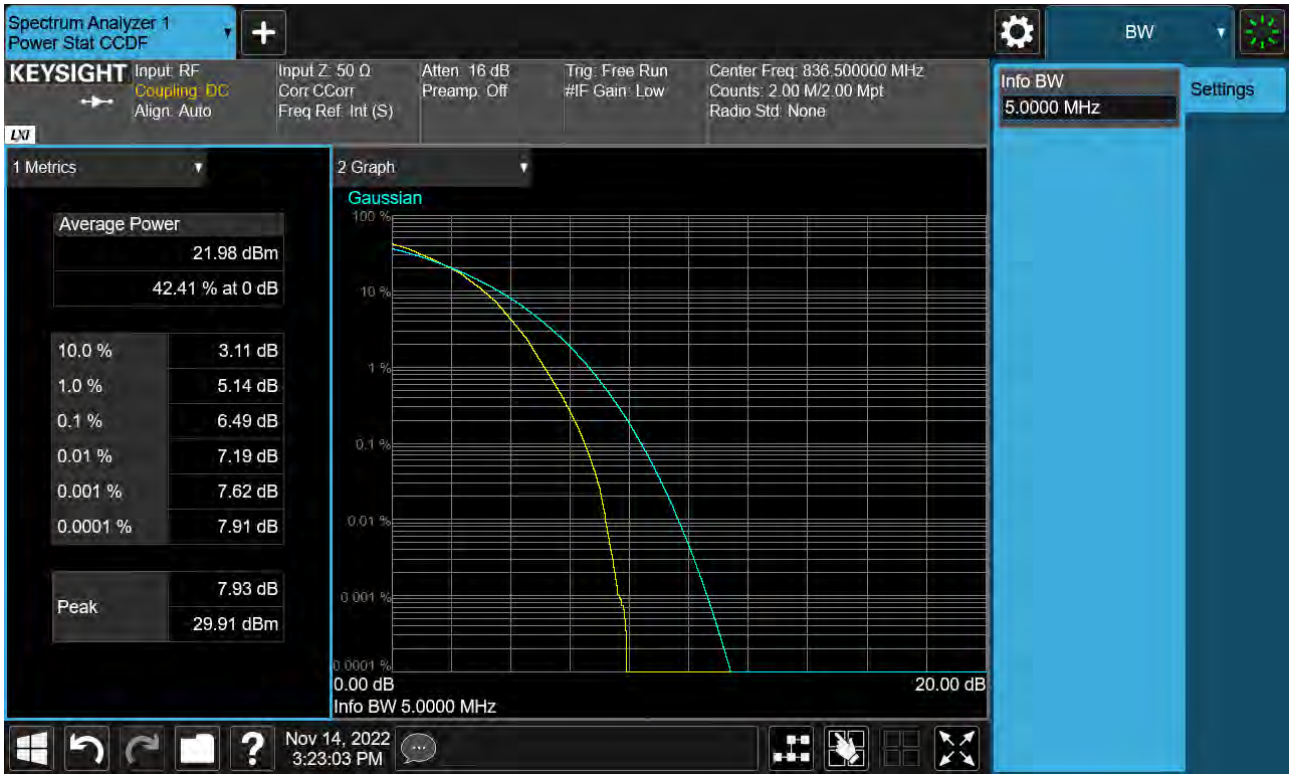 Spectrum Analyzer 1
Power Stat CCDF
BW
KEYSIGHT
Input: RF
Coupling: DC
Align: Auto
Input Z: 50 Ω
Corr CCorr
Freq Ref: Int (S)
Atten: 16 dB
Preamp: Off
Trig: Free Run
#IF Gain: Low
Center Freq: 836.500000 MHz
Counts: 2.00 M/2.00 Mpt
Radio Std: None
LXI
Info BW
5.0000 MHz
Settings
1 Metrics
Average Power
21.98 dBm
42.41 % at 0 dB
10.0 % 3.11 dB
1.0 % 5.14 dB
0.1 % 6.49 dB
0.01 % 7.19 dB
0.001 % 7.62 dB
0.0001 % 7.91 dB
Peak
7.93 dB
29.91 dBm
2 Graph
Gaussian
100 %
10 %
1 %
0.1 %
0.01 %
0.001 %
0.0001 %
0.00 dB 20.00 dB
Info BW 5.0000 MHz
?
Nov 14, 2022
3:23:03 PM